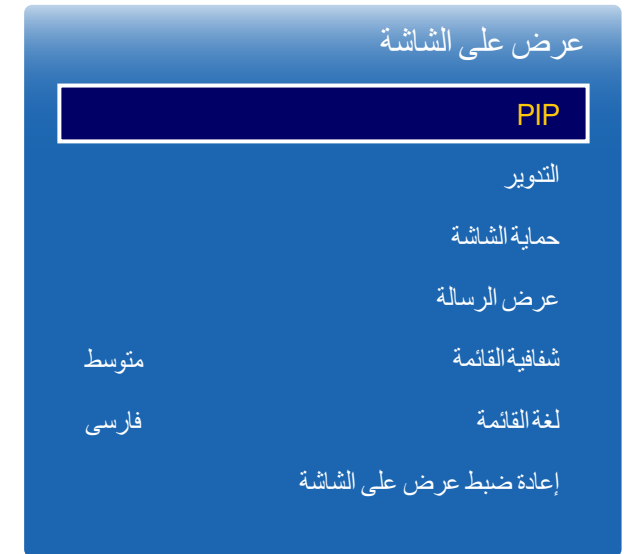 عرض على الشاشة
PIP
التدوير
حماية الشاشة
عرض الرسالة
شفافية القائمة متوسط
لغة القائمة فارسى
إعادة ضبط عرض على الشاشة